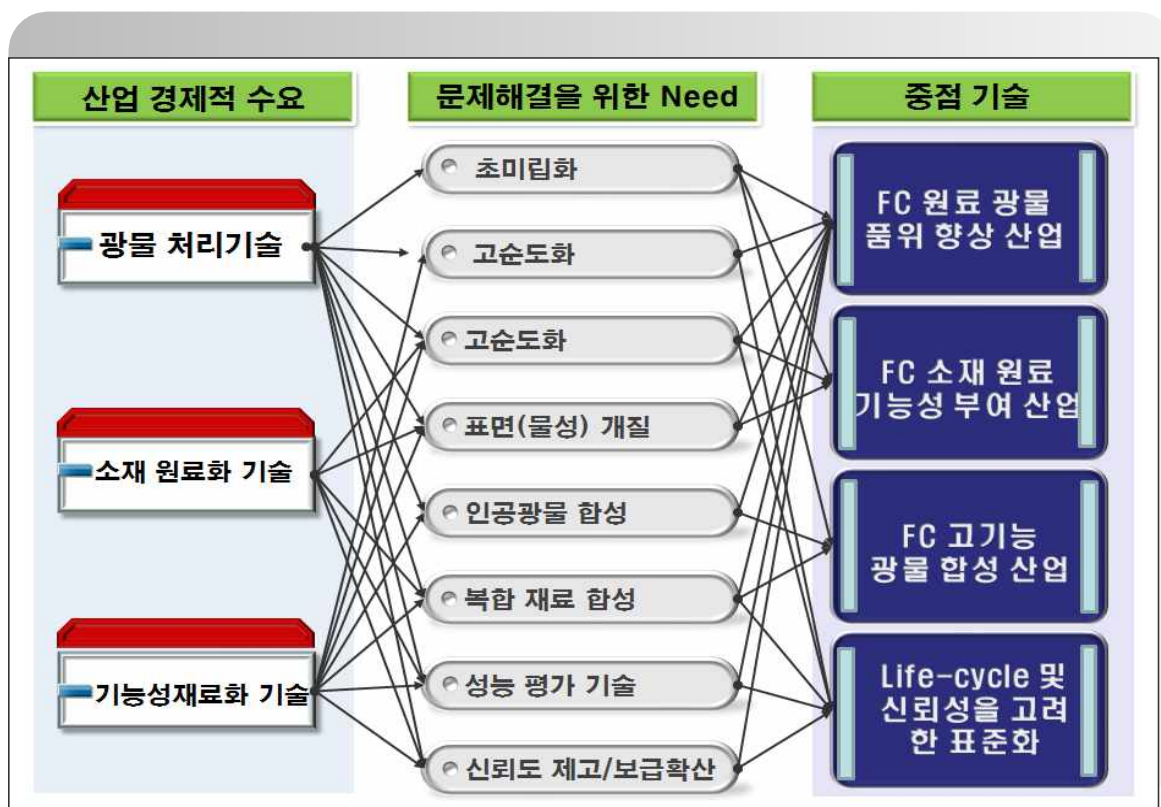 산업 경제적 수요
문제해결을 위한 Need
중점 기술
광물 처리기술
소재 원료화 기술
기능성재료화 기술
초미립화
고순도화
고순도화
표면(물성) 개질
인공광물 합성
복합 재료 합성
성능 평가 기술
신뢰도 제고/보급확산
FC 원료 광물
품위 향상 산업
FC 소재 원료
기능성 부여 산업
FC 고기능
광물 합성 산업
Life-cycle 및
신뢰성을 고려
한 표준화